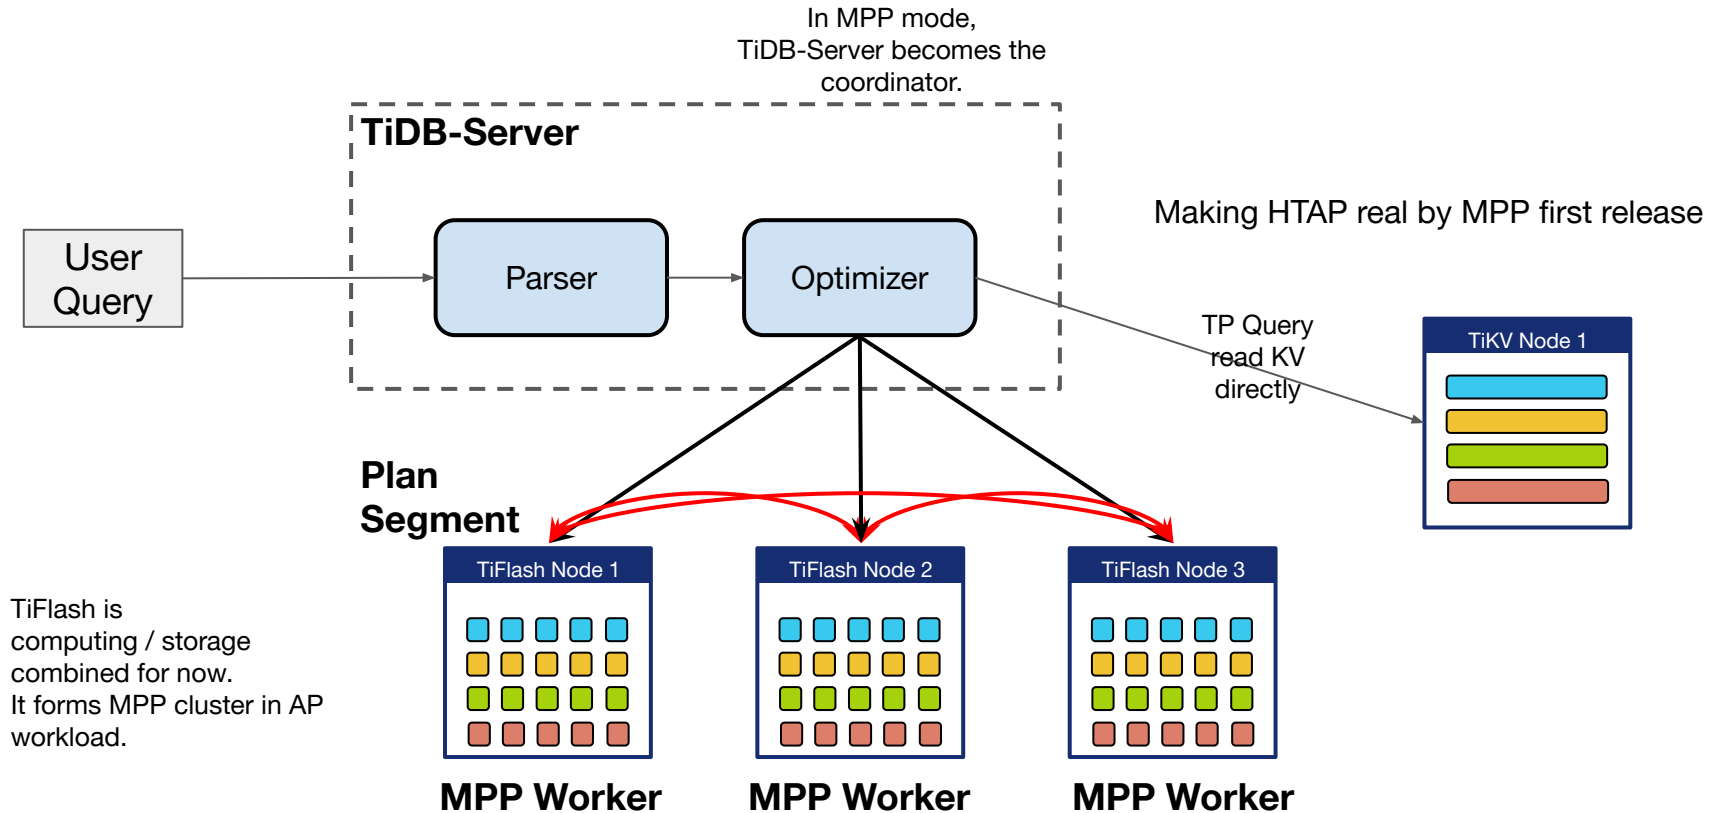 In MPP mode,
TiDB-Server becomes the
coordinator.
TiDB-Server
Making HTAP real by MPP first release
User
Query
Parser
Optimizer
TP Query
read KV
directly
TiKV Node 1
Plan
Segment
TiFlash Node 1
TiFlash Node 2
TiFlash Node 3
TiFlash is
computing / storage
combined for now.
It forms MPP cluster in AP
workload.
MPP Worker
MPP Worker
MPP Worker